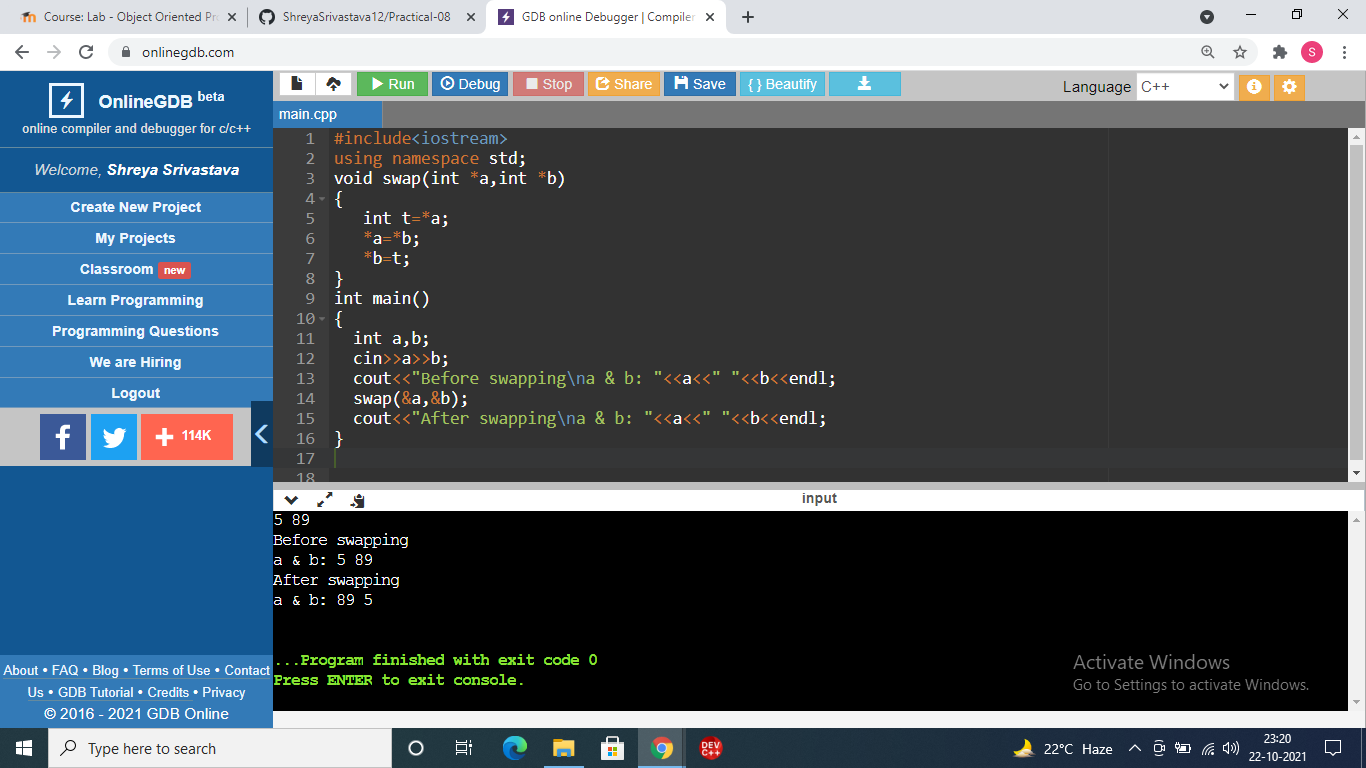 Course: Lab - Object Oriented Pr
ShreyaSrivastava12/Practical-08
GDB online Debugger | Compiler
onlinegdb.com
S
OnlineGDB beta
online compiler and debugger for c/c++
Welcome, Shreya Srivastava
Create New Project
My Projects
Classroom new
Learn Programming
Programming Questions
We are Hiring
Logout
f
+ 114K
About • FAQ • Blog • Terms of Use • Contact
Us • GDB Tutorial • Credits • Privacy
© 2016 - 2021 GDB Online
Run Debug Stop Share Save { } Beautify
Language C++
main.cpp
1 #include<iostream>
2 using namespace std;
3 void swap(int *a,int *b)
4 {
5 int t=*a;
6 *a=*b;
7 *b=t;
8 }
9 int main()
10 {
11 int a,b;
12 cin>>a>>b;
13 cout<<"Before swapping\na & b: "<<a<<" "<<b<<endl;
14 swap(&a,&b);
15 cout<<"After swapping\na & b: "<<a<<" "<<b<<endl;
16 }
17
18
input
5 89
Before swapping
a & b: 5 89
After swapping
a & b: 89 5
...Program finished with exit code 0
Press ENTER to exit console.
Activate Windows
Go to Settings to activate Windows.
Type here to search
DEV
C++
22°C Haze
23:20
22-10-2021